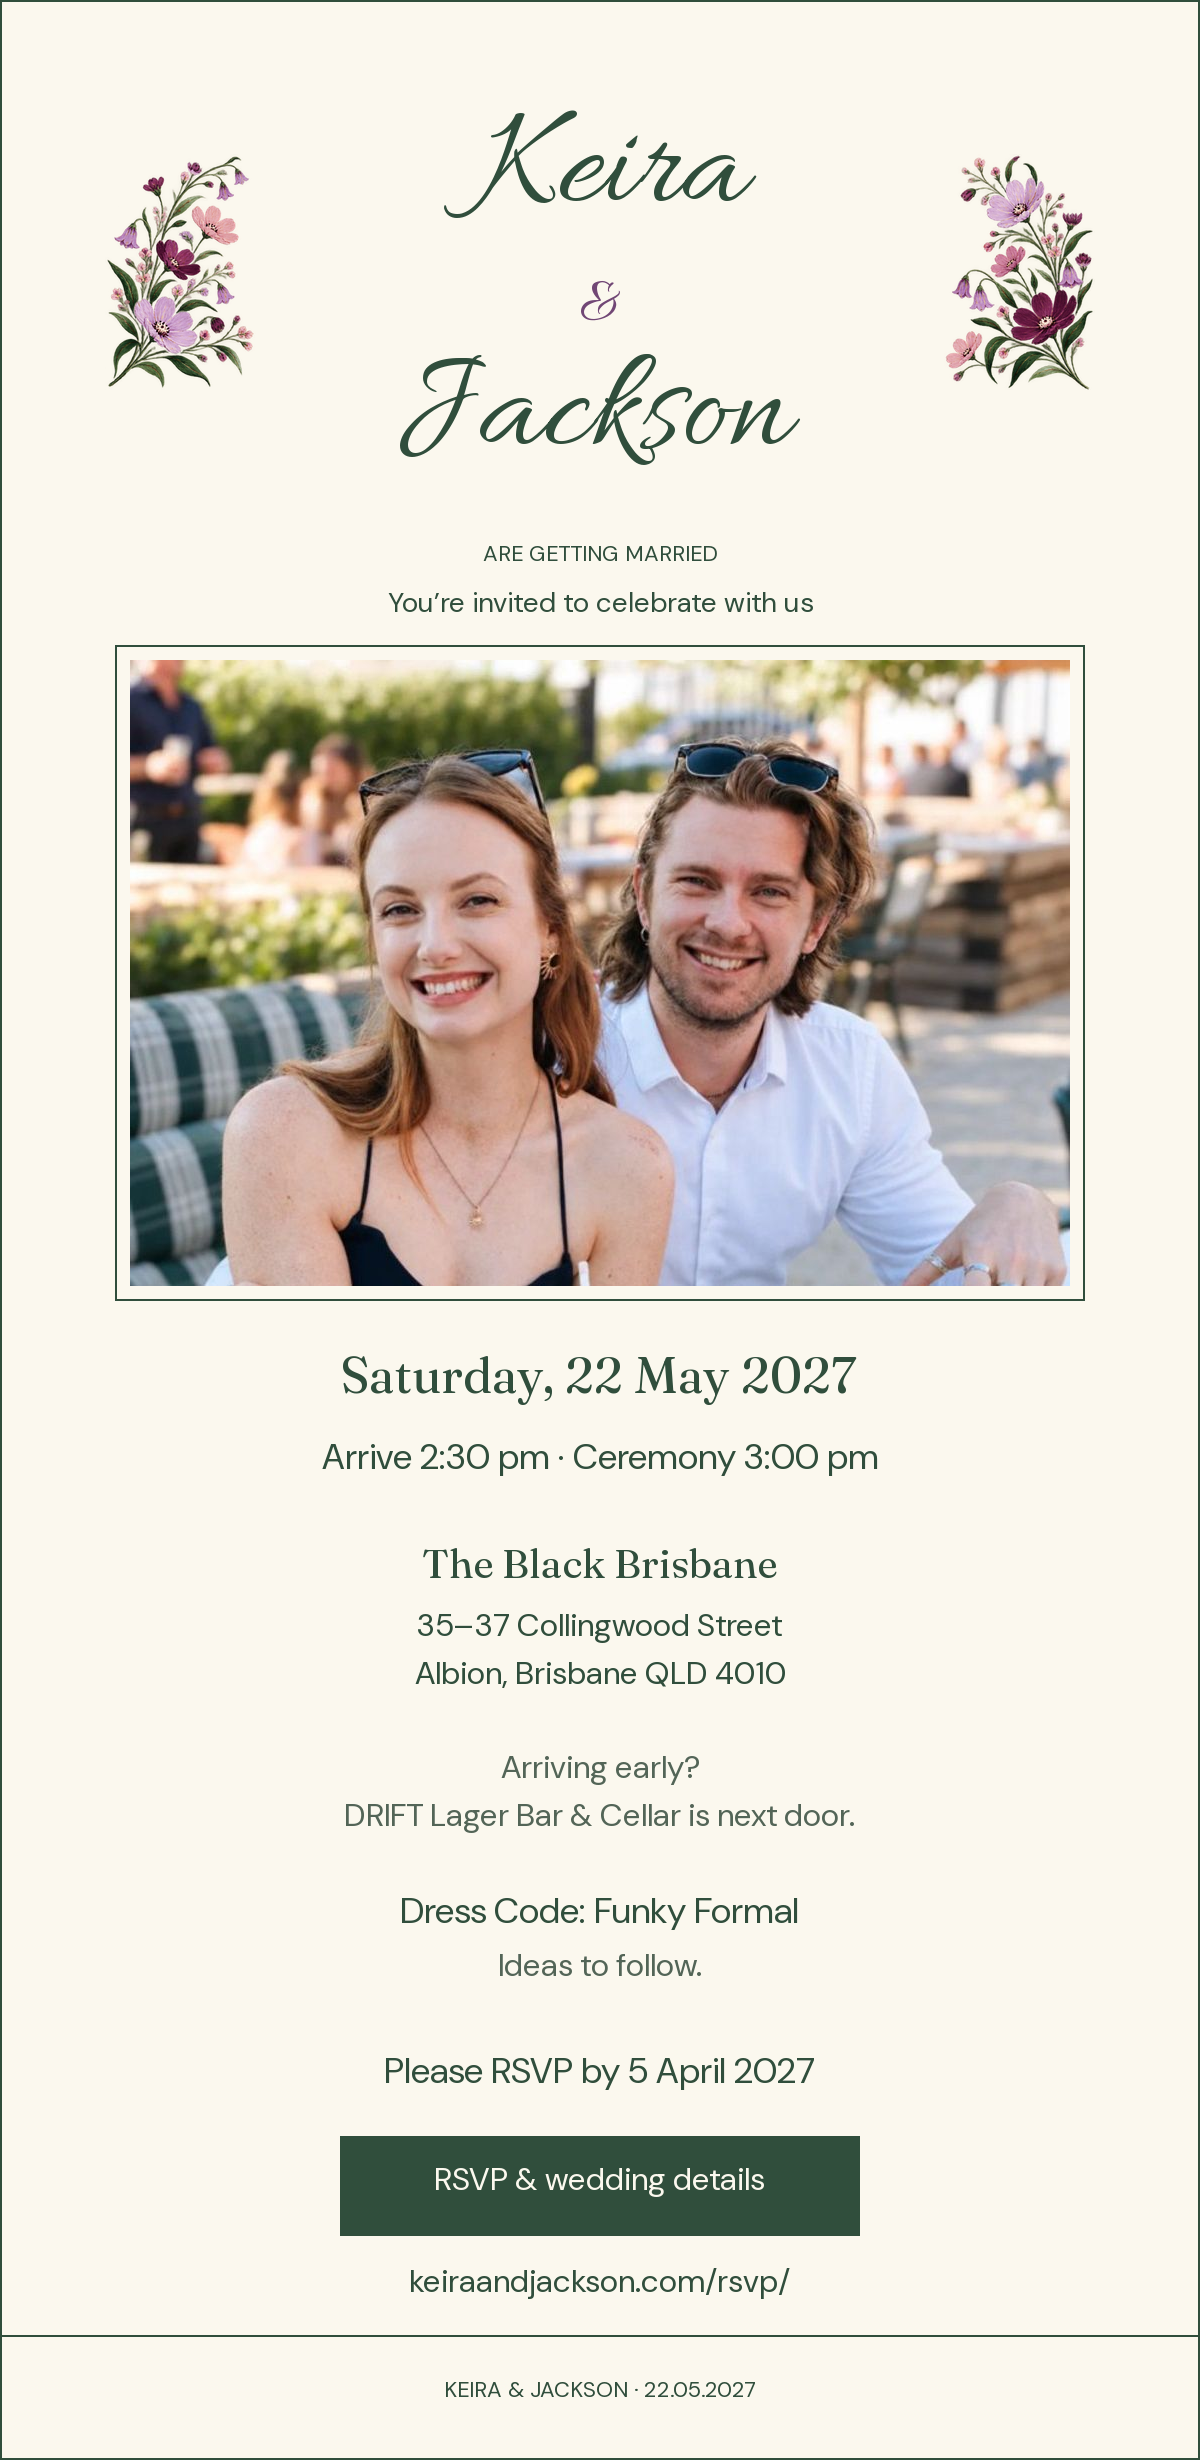 Keira
&
Jackson
ARE GETTING MARRIED
You’re invited to celebrate with us
Saturday, 22 May 2027
Arrive 2:30 pm · Ceremony 3:00 pm
The Black Brisbane
35–37 Collingwood Street
Albion, Brisbane QLD 4010
Arriving early?
DRIFT Lager Bar & Cellar is next door.
Dress Code: Funky Formal
Ideas to follow.
Please RSVP by 5 April 2027
RSVP & wedding details
keiraandjackson.com/rsvp/
KEIRA & JACKSON · 22.05.2027